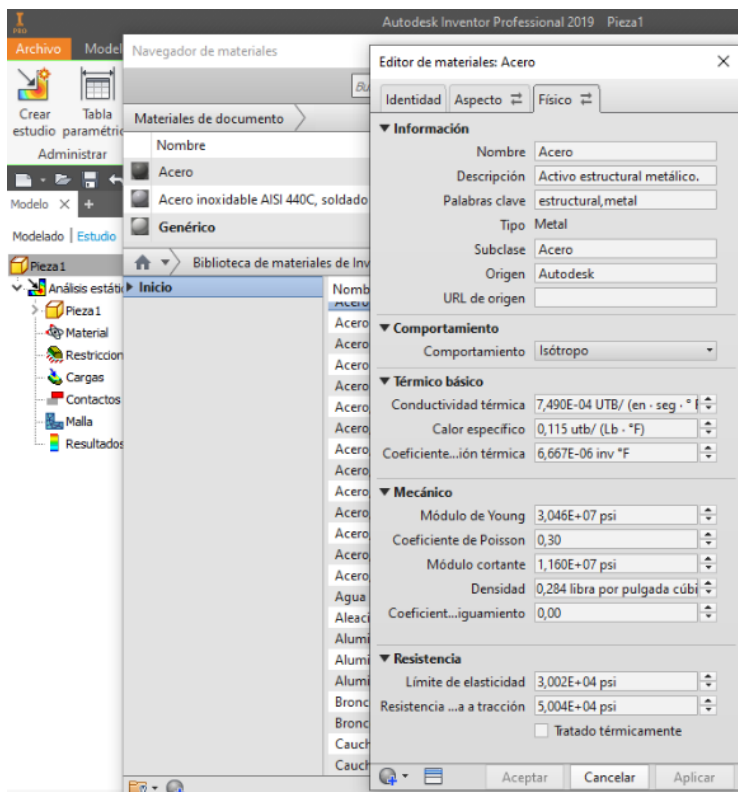 Autodesk Inventor Professional 2019 Pieza1
PRO
Archivo Model
Crear estudio
Tabla paramétric
Administrar
Modelo × +
Modelado | Estudio
Pieza1
Análisis estáti
Pieza1
Material
Restriccion
Cargas
Contactos
Malla
Resultados
Navegador de materiales
Bu
Materiales de documento
Nombre
Acero
Acero inoxidable AISI 440C, soldado
Genérico
Biblioteca de materiales de Inv
Inicio
Nomb
Acero
Acero
Acero
Acero
Acero
Acero
Acero
Acero
Acero
Acero
Acero
Acero
Acero
Acero
Agua
Aleaci
Alumi
Alumi
Alumi
Bronc
Bronc
Cauch
Cauch
Editor de materiales: Acero ×
Identidad Aspecto Físico
Información
Nombre Acero
Descripción Activo estructural metálico.
Palabras clave estructural,metal
Tipo Metal
Subclase Acero
Origen Autodesk
URL de origen
Comportamiento
Comportamiento Isótropo
Térmico básico
Conductividad térmica 7,490E-04 UTB/ (en · seg · ° F
Calor específico 0,115 utb/ (Lb · °F)
Coeficiente...ión térmica 6,667E-06 inv °F
Mecánico
Módulo de Young 3,046E+07 psi
Coeficiente de Poisson 0,30
Módulo cortante 1,160E+07 psi
Densidad 0,284 libra por pulgada cúbi
Coeficient...iguamiento 0,00
Resistencia
Límite de elasticidad 3,002E+04 psi
Resistencia ...a a tracción 5,004E+04 psi
Tratado térmicamente
Aceptar Cancelar Aplicar